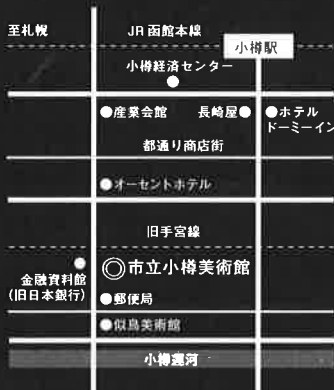 至札幌
JR函館本線
小樽駅
小樽経済センター
●産業会館
長崎屋●
●ホテル
ドーミーイン
都通り商店街
●オーセントホテル
旧手宮線
◎市立小樽美術館
金融資料館
(旧日本銀行)
●郵便局
●似鳥美術館
小樽運河